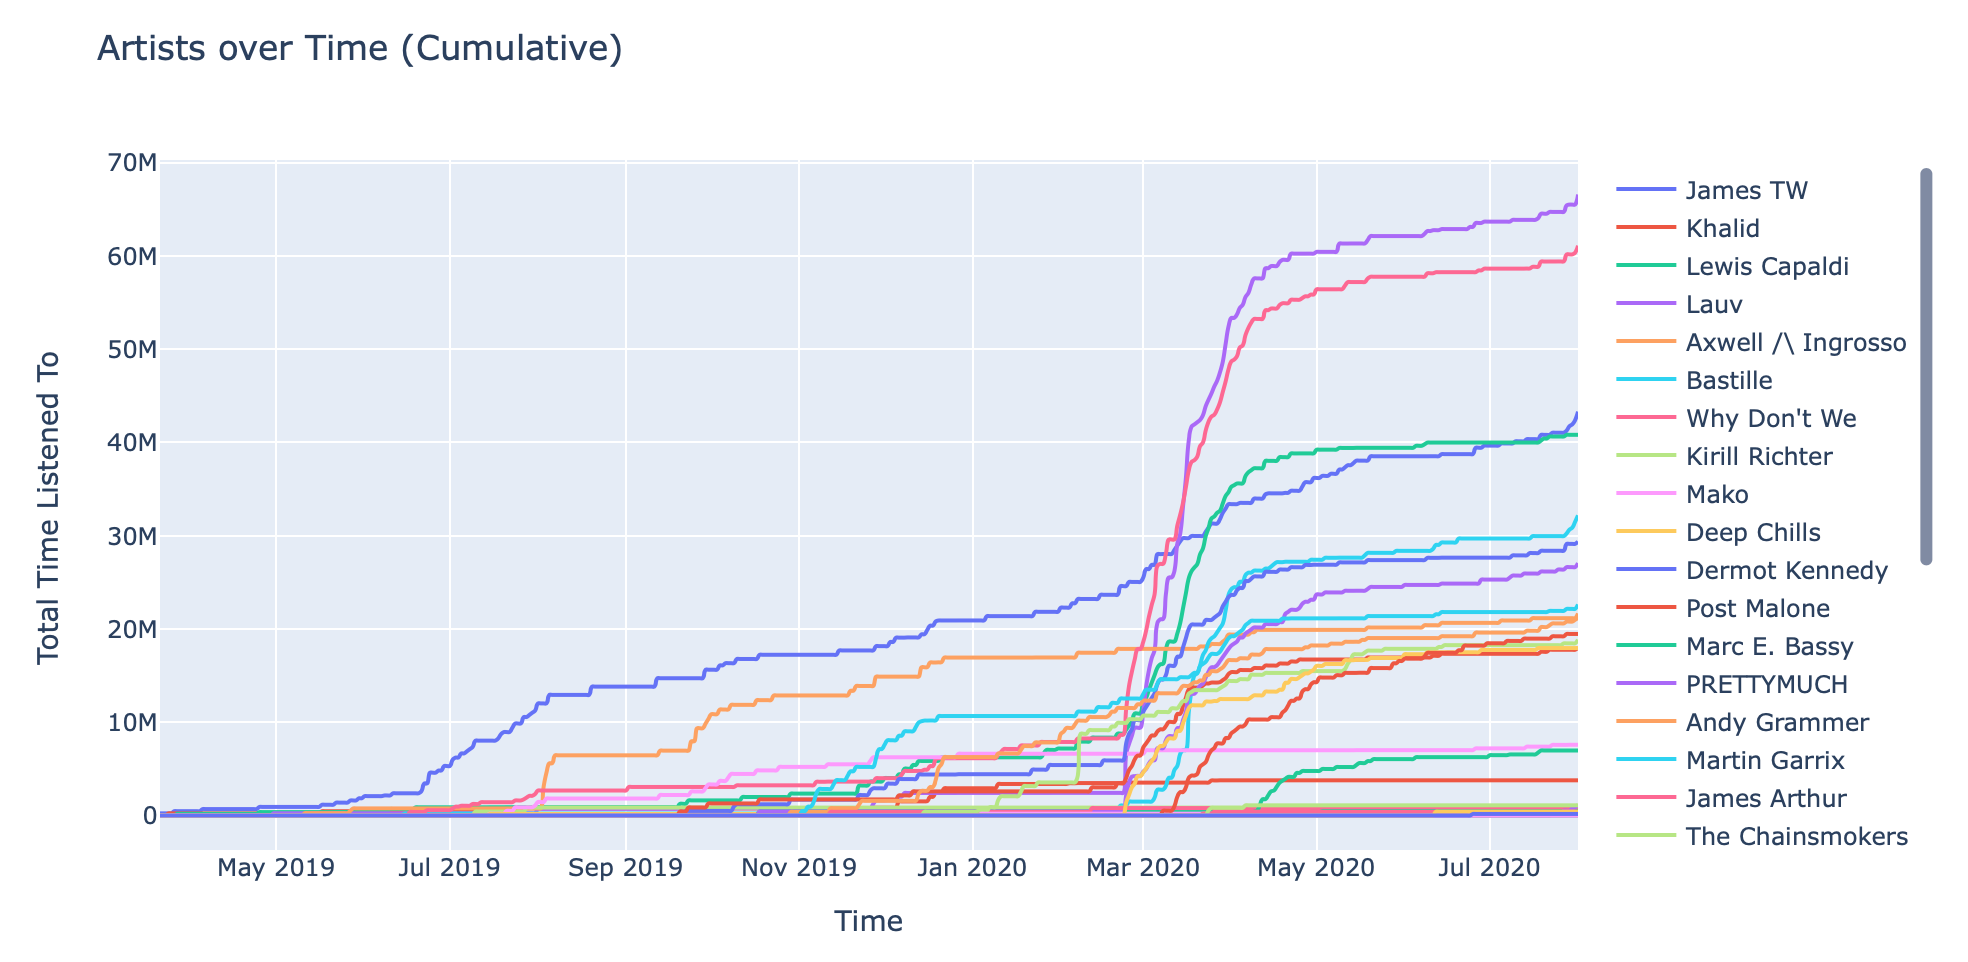 Artists over Time (Cumulative)
70M
60M
50M
40M
30M
20M
10M
0
Total Time Listened To
May 2019 Jul 2019 Sep 2019 Nov 2019 Jan 2020 Mar 2020 May 2020 Jul 2020
Time
James TW
Khalid
Lewis Capaldi
Lauv
Axwell /\ Ingrosso
Bastille
Why Don't We
Kirill Richter
Mako
Deep Chills
Dermot Kennedy
Post Malone
Marc E. Bassy
PRETTYMUCH
Andy Grammer
Martin Garrix
James Arthur
The Chainsmokers